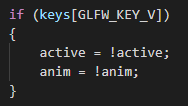 if (keys[GLFW_KEY_V])
{
    active = !active;
    anim = !anim;
}